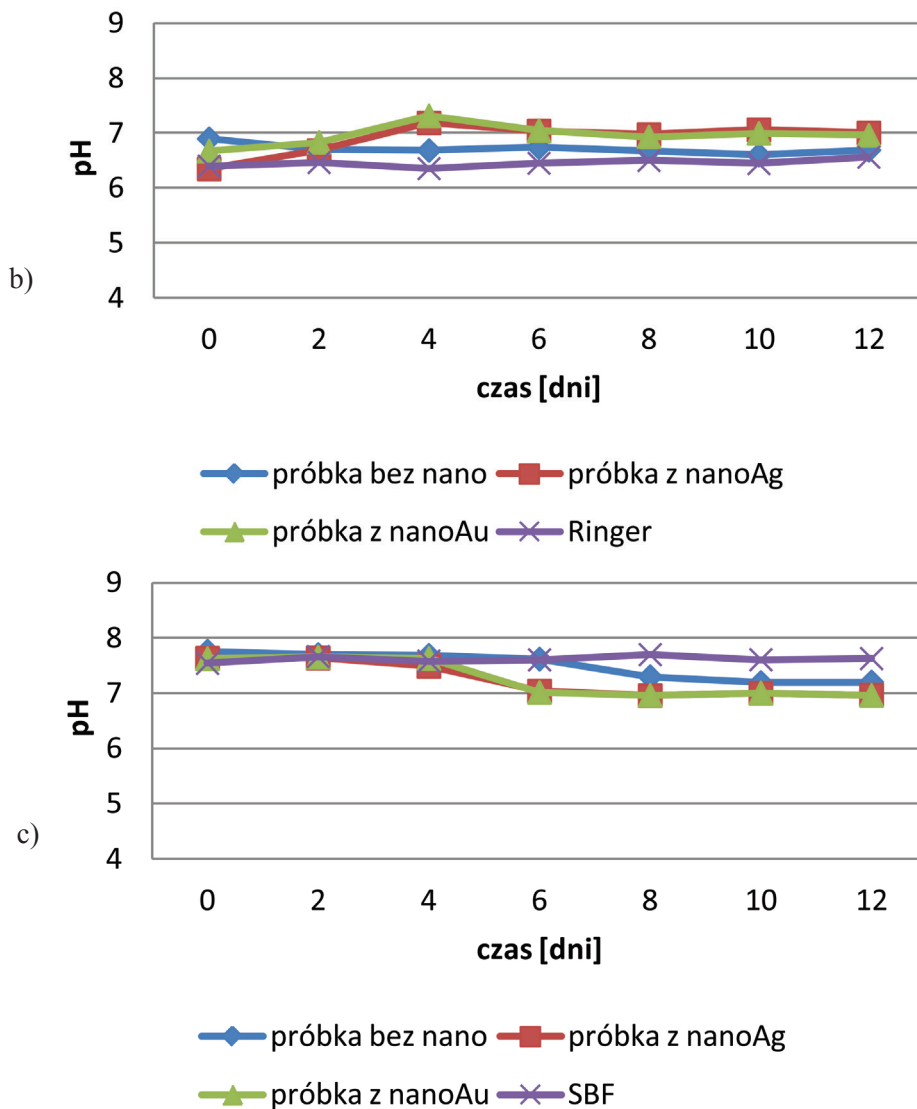 9
8
7
6
5
4
pH
b)
0 2 4 6 8 10 12
czas [dni]
próbka bez nano próbka z nanoAg
próbka z nanoAu Ringer
9
8
7
6
5
4
pH
c)
0 2 4 6 8 10 12
czas [dni]
próbka bez nano próbka z nanoAg
próbka z nanoAu SBF